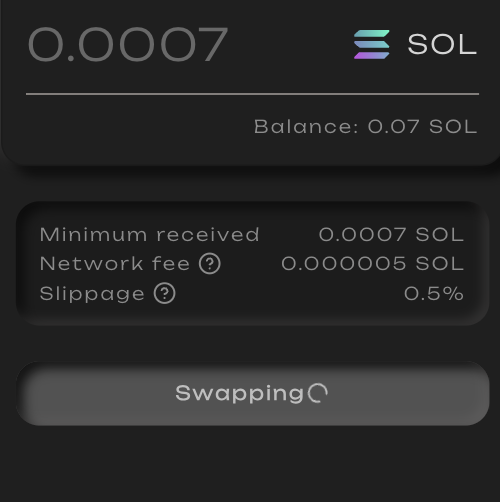 0.0007 SOL
Balance: 0.07 SOL
Minimum received 0.0007 SOL
Network fee ? 0.000005 SOL
Slippage ? 0.5%
Swapping